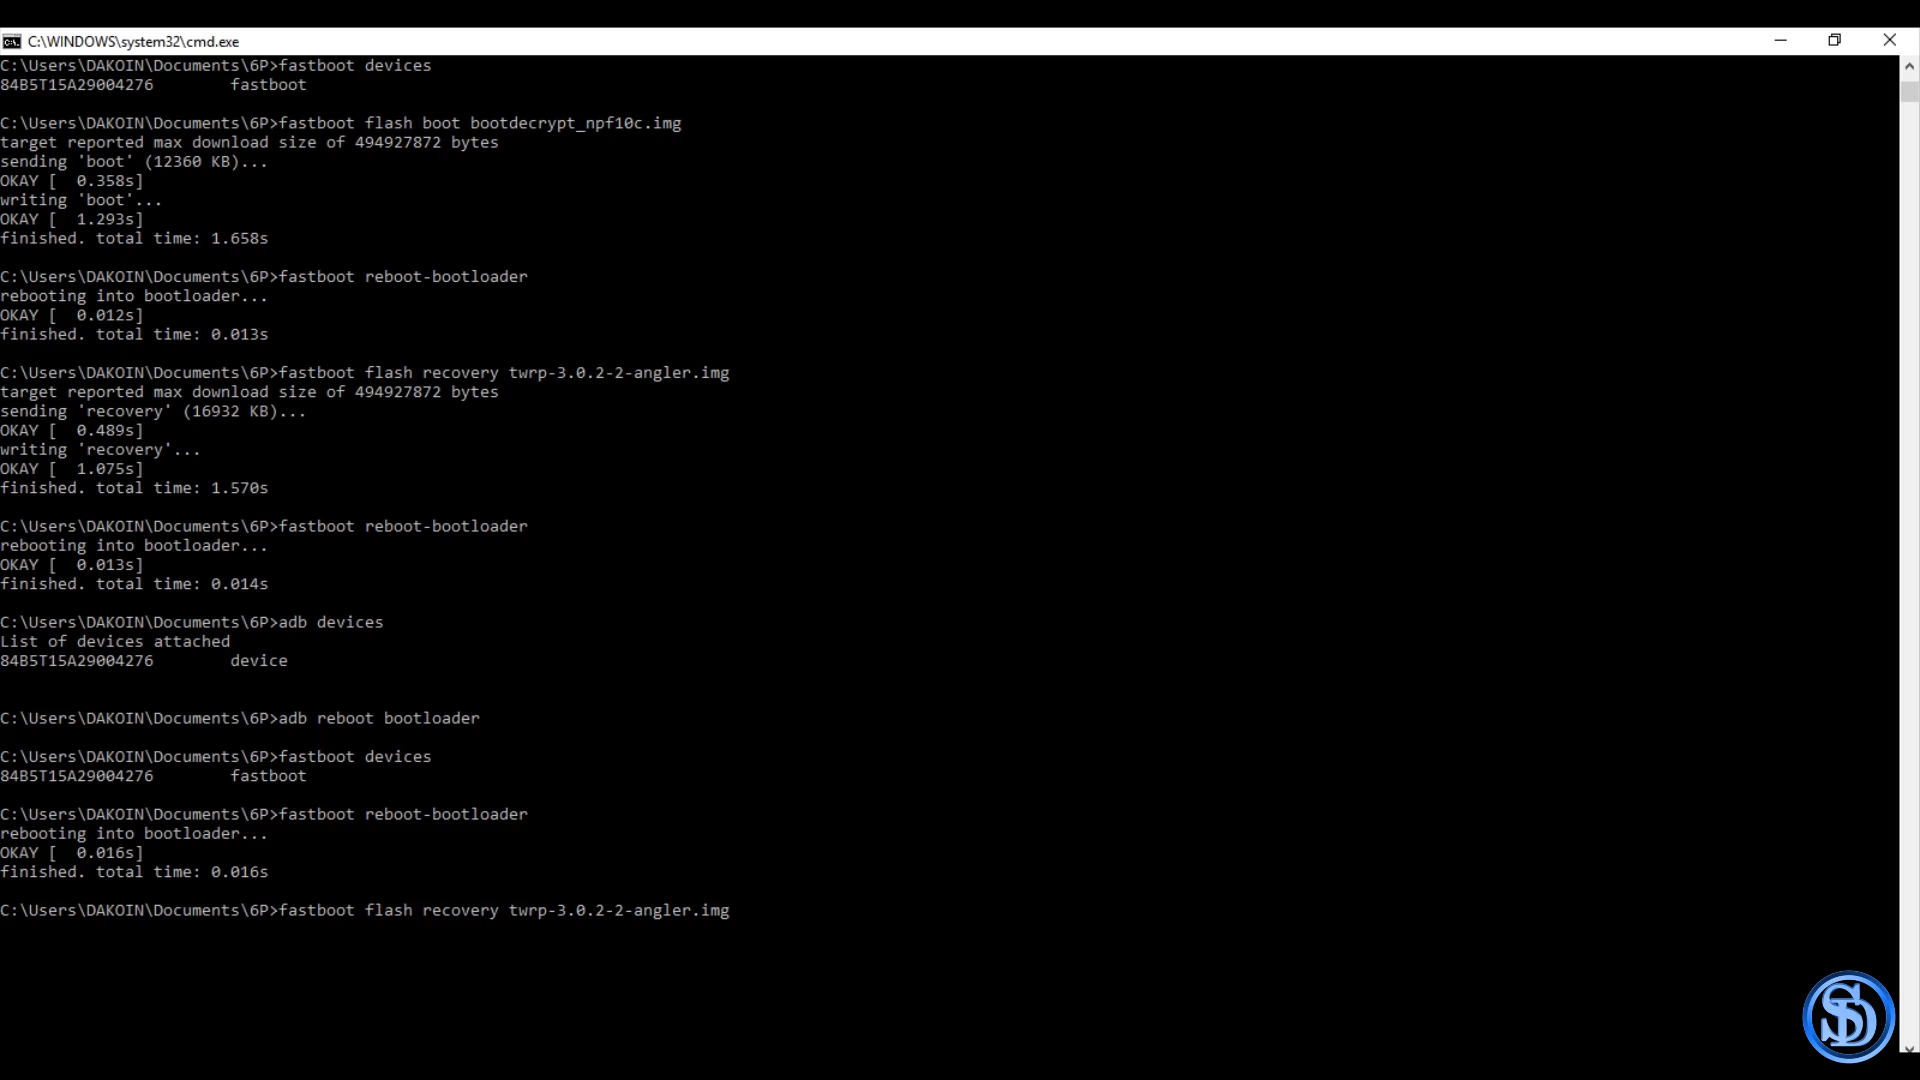 C:\WINDOWS\system32\cmd.exe
C:\Users\DAKOIN\Documents\6P>fastboot devices
84B5T15A29004276        fastboot
C:\Users\DAKOIN\Documents\6P>fastboot flash boot bootdecrypt_npf10c.img
target reported max download size of 494927872 bytes
sending 'boot' (12360 KB)...
OKAY [  0.358s]
writing 'boot'...
OKAY [  1.293s]
finished. total time: 1.658s
C:\Users\DAKOIN\Documents\6P>fastboot reboot-bootloader
rebooting into bootloader...
OKAY [  0.012s]
finished. total time: 0.013s
C:\Users\DAKOIN\Documents\6P>fastboot flash recovery twrp-3.0.2-2-angler.img
target reported max download size of 494927872 bytes
sending 'recovery' (16932 KB)...
OKAY [  0.489s]
writing 'recovery'...
OKAY [  1.075s]
finished. total time: 1.570s
C:\Users\DAKOIN\Documents\6P>fastboot reboot-bootloader
rebooting into bootloader...
OKAY [  0.013s]
finished. total time: 0.014s
C:\Users\DAKOIN\Documents\6P>adb devices
List of devices attached
84B5T15A29004276        device
C:\Users\DAKOIN\Documents\6P>adb reboot bootloader
C:\Users\DAKOIN\Documents\6P>fastboot devices
84B5T15A29004276        fastboot
C:\Users\DAKOIN\Documents\6P>fastboot reboot-bootloader
rebooting into bootloader...
OKAY [  0.016s]
finished. total time: 0.016s
C:\Users\DAKOIN\Documents\6P>fastboot flash recovery twrp-3.0.2-2-angler.img